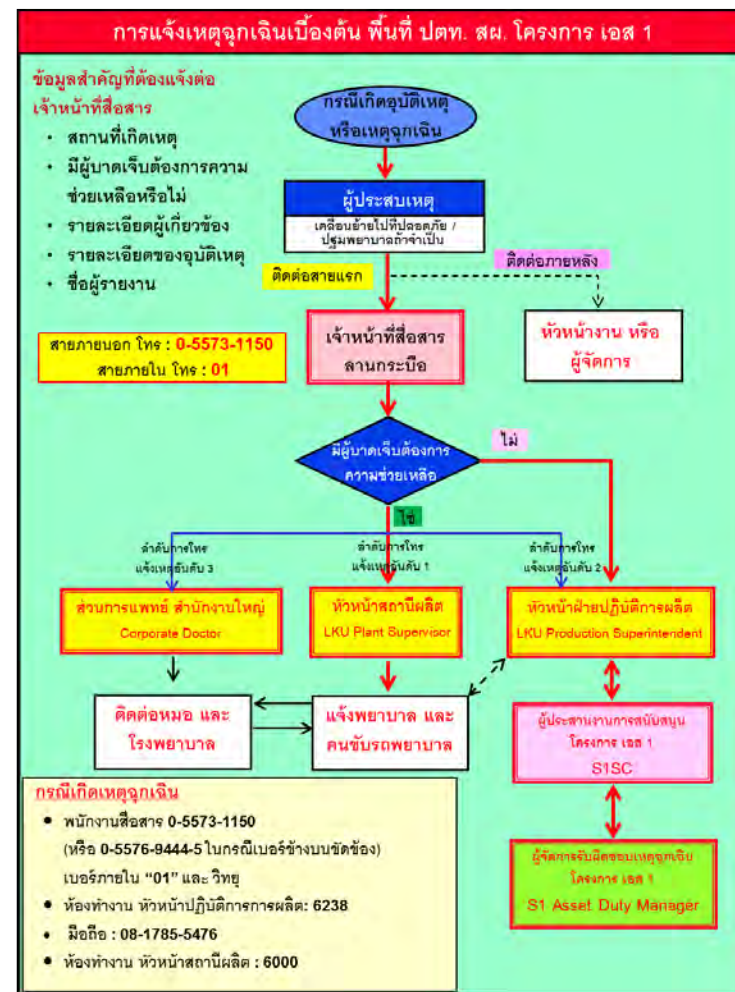 การแจ้งเหตุฉุกเฉินเบื้องต้น พื้นที่ ปตท. สผ. โครงการ เอส 1
ข้อมูลสำคัญที่ต้องแจ้งต่อ
เจ้าหน้าที่สื่อสาร
• สถานที่เกิดเหตุ
• มีผู้บาดเจ็บต้องการความ
ช่วยเหลือหรือไม่
• รายละเอียดผู้เกี่ยวข้อง
• รายละเอียดของอุบัติเหตุ
• ชื่อผู้รายงาน
กรณีเกิดอุบัติเหตุ
หรือเหตุฉุกเฉิน
ผู้ประสบเหตุ
เคลื่อนย้ายไปที่ปลอดภัย /
ปฐมพยาบาลถ้าจำเป็น
ติดต่อสายแรก
ติดต่อภายหลัง
สายภายนอก โทร : 0-5573-1150
สายภายใน โทร : 01
เจ้าหน้าที่สื่อสาร
ลานกระบือ
หัวหน้างาน หรือ
ผู้จัดการ
มีผู้บาดเจ็บต้องการ
ความช่วยเหลือ
ไม่
ใช่
ลำดับการโทร
แจ้งเหตุอันดับ 3
ลำดับการโทร
แจ้งเหตุอันดับ 1
ลำดับการโทร
แจ้งเหตุอันดับ 2
ส่วนการแพทย์ สำนักงานใหญ่
Corporate Doctor
หัวหน้าสถานีผลิต
LKU Plant Supervisor
หัวหน้าฝ่ายปฏิบัติการผลิต
LKU Production Superintendent
ติดต่อหมอ และ
โรงพยาบาล
แจ้งพยาบาล และ
คนขับรถพยาบาล
ผู้ประสานงานการสนับสนุน
โครงการ เอส 1
S1SC
ผู้จัดการรับผิดชอบเหตุฉุกเฉิน
โครงการ เอส 1
S1 Asset Duty Manager
กรณีเกิดเหตุฉุกเฉิน
• พนักงานสื่อสาร 0-5573-1150
(หรือ 0-5576-9444-5 ในกรณีเบอร์ข้างบนขัดข้อง)
เบอร์ภายใน “01” และ วิทยุ
• ห้องทำงาน หัวหน้าปฏิบัติการการผลิต: 6238
• มือถือ : 08-1785-5476
• ห้องทำงาน หัวหน้าสถานีผลิต : 6000